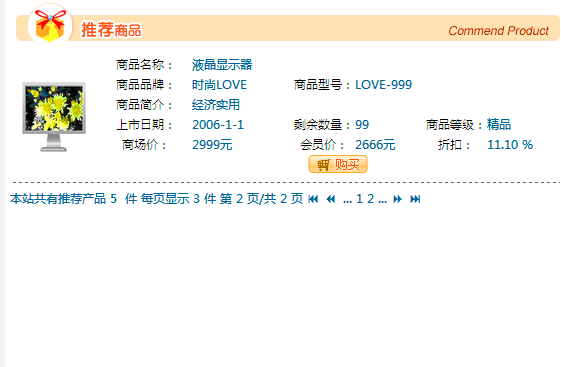 推荐商品 Commend Product
商品名称： 液晶显示器
商品品牌： 时尚LOVE 商品型号：LOVE-999
商品简介： 经济实用
上市日期： 2006-1-1 剩余数量：99 商品等级：精品
商场价： 2999元 会员价： 2666元 折扣： 11.10 %
购买
本站共有推荐产品 5 件 每页显示 3 件 第 2 页/共 2 页 ... 1 2 ...